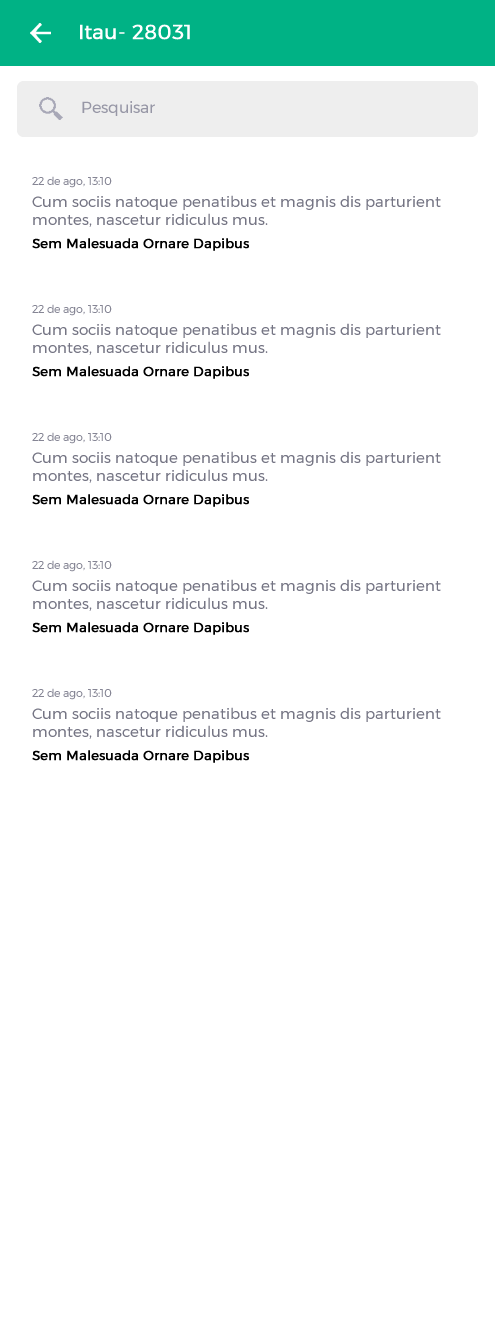 Itau- 28031
Pesquisar
22 de ago, 13:10
Cum sociis natoque penatibus et magnis dis parturient
montes, nascetur ridiculus mus.
Sem Malesuada Ornare Dapibus
22 de ago, 13:10
Cum sociis natoque penatibus et magnis dis parturient
montes, nascetur ridiculus mus.
Sem Malesuada Ornare Dapibus
22 de ago, 13:10
Cum sociis natoque penatibus et magnis dis parturient
montes, nascetur ridiculus mus.
Sem Malesuada Ornare Dapibus
22 de ago, 13:10
Cum sociis natoque penatibus et magnis dis parturient
montes, nascetur ridiculus mus.
Sem Malesuada Ornare Dapibus
22 de ago, 13:10
Cum sociis natoque penatibus et magnis dis parturient
montes, nascetur ridiculus mus.
Sem Malesuada Ornare Dapibus